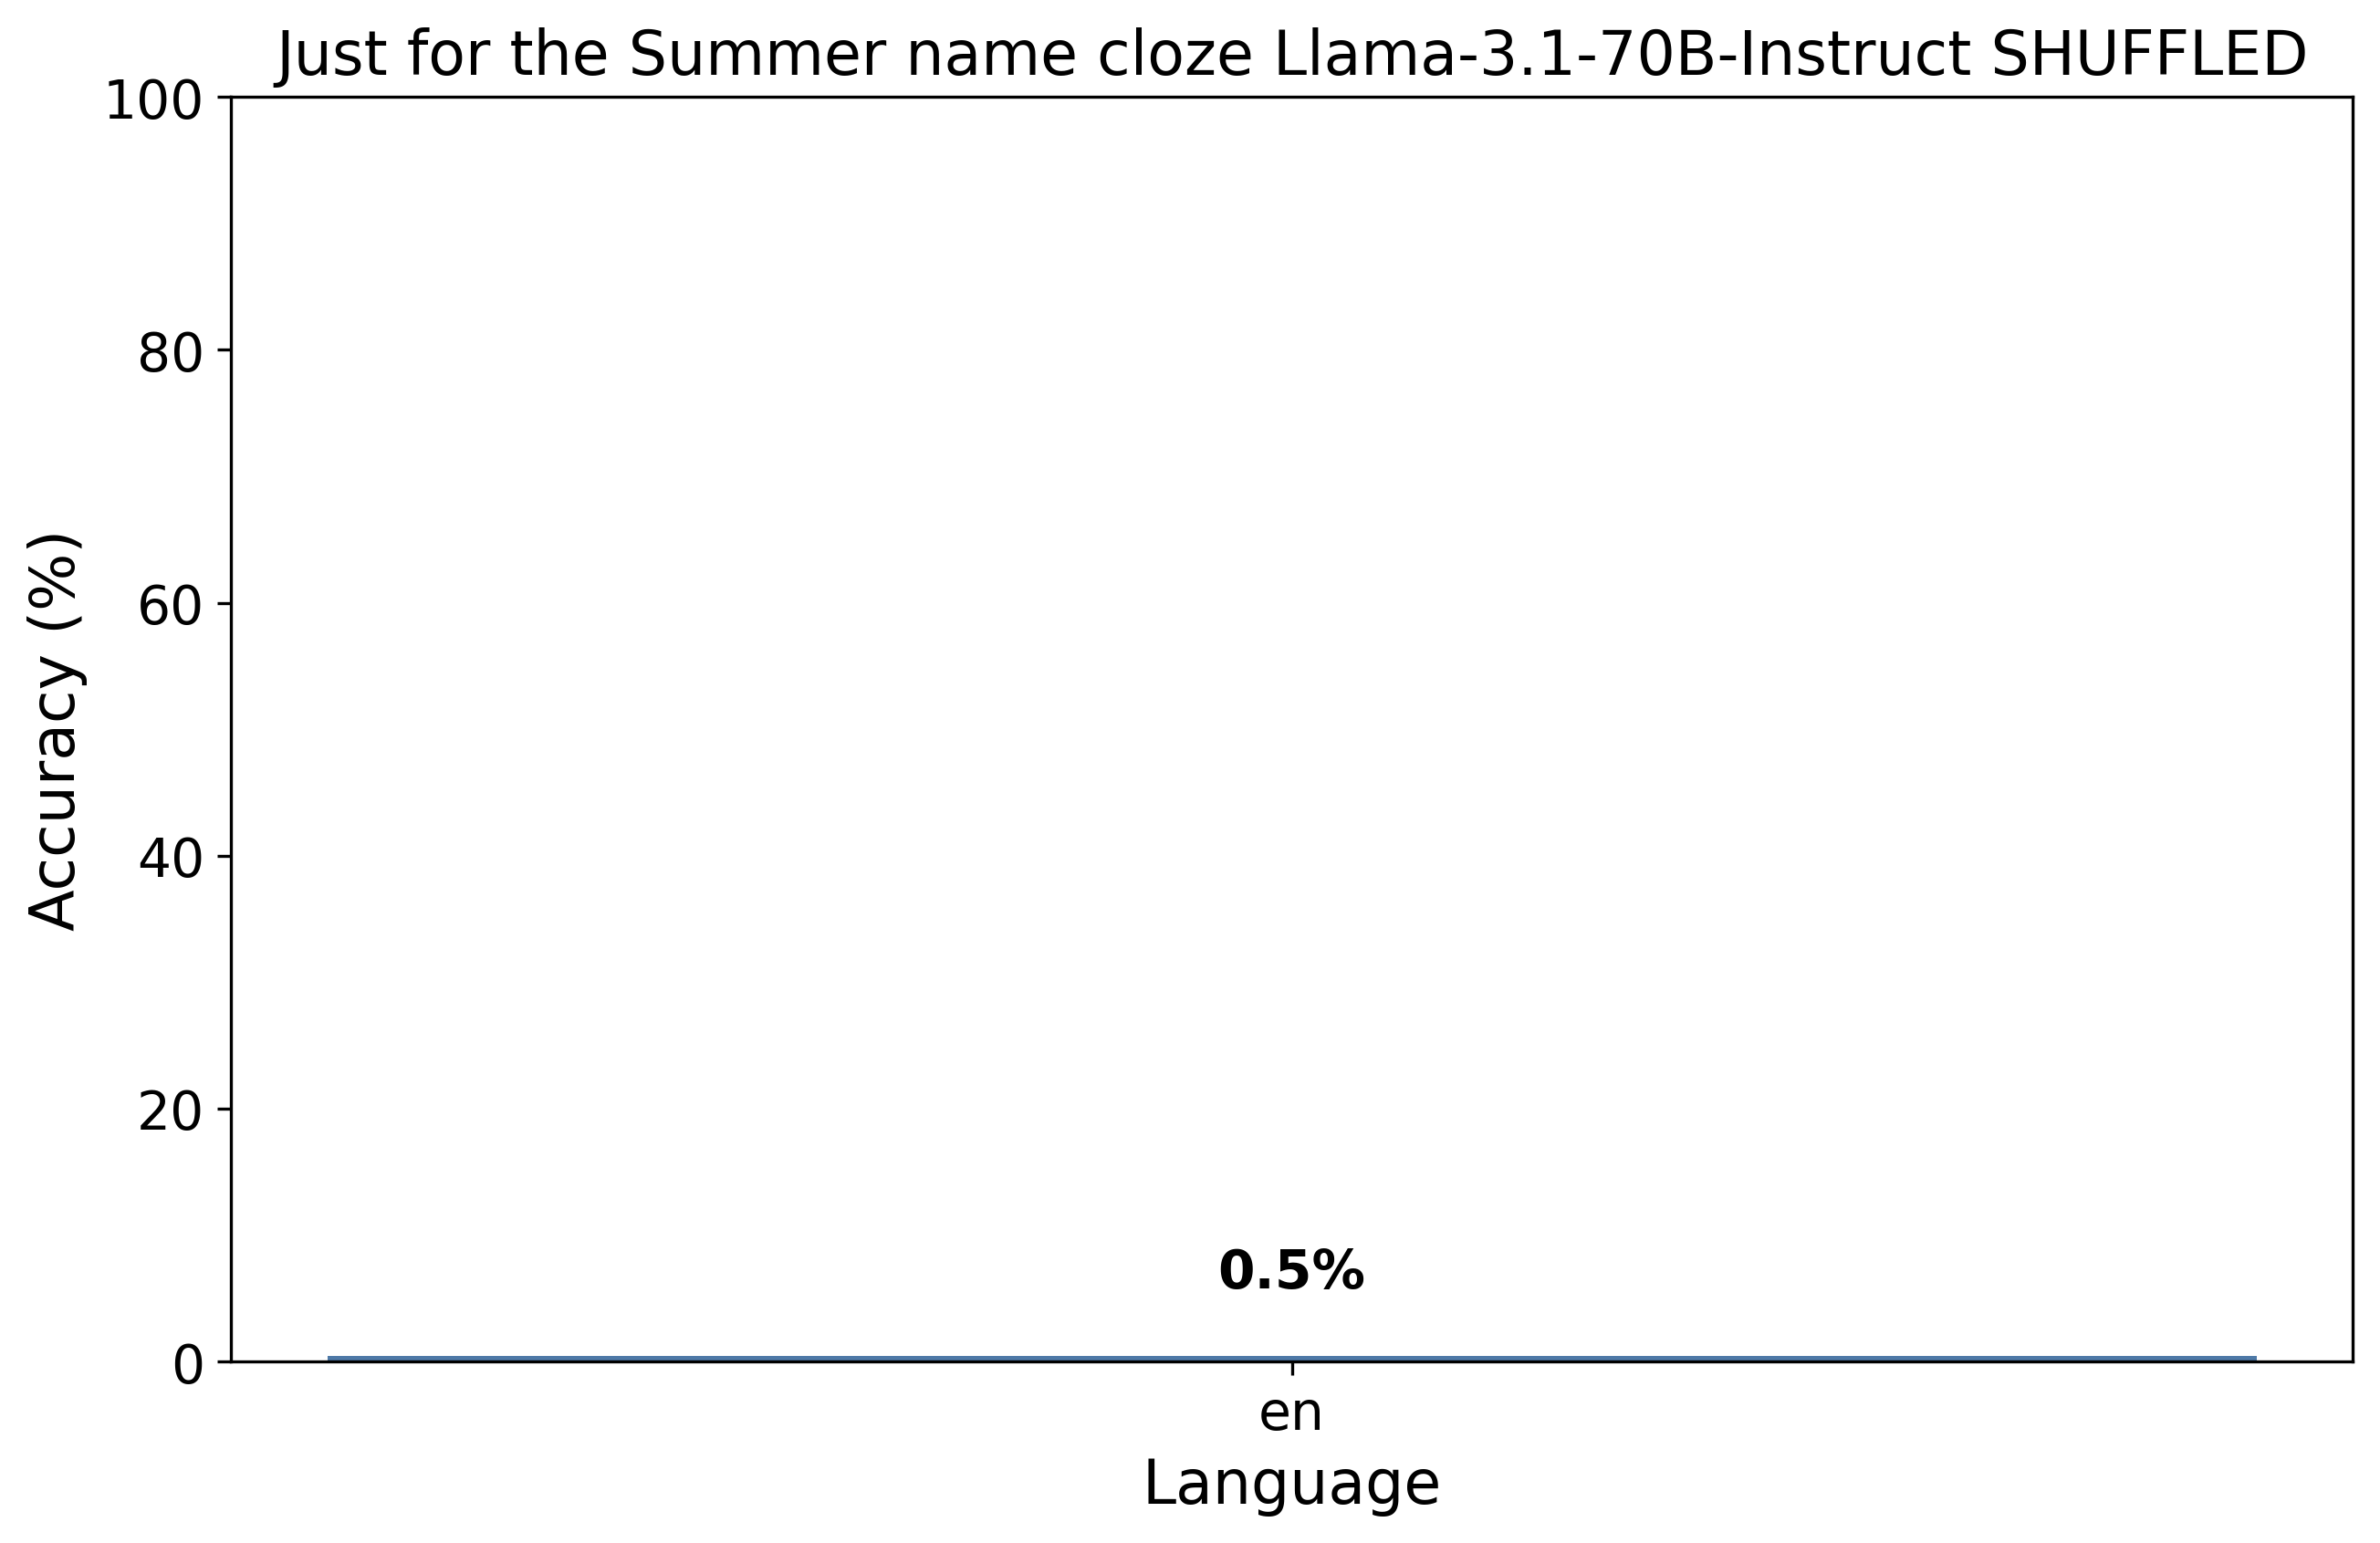 Just for the Summer name cloze Llama-3.1-70B-Instruct SHUFFLED
100
80
60
40
20
0
Accuracy (%)
0.5%
en
Language